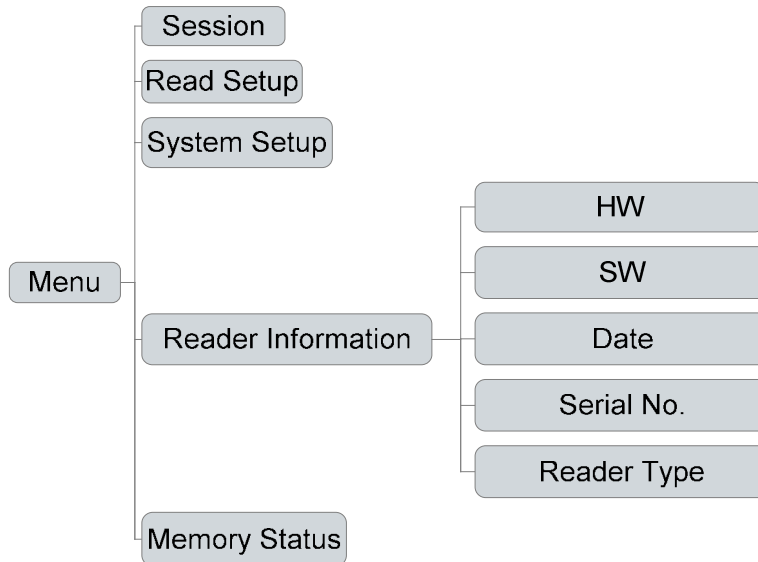 Session
Read Setup
System Setup
Menu
Reader Information
HW
SW
Date
Serial No.
Reader Type
Memory Status